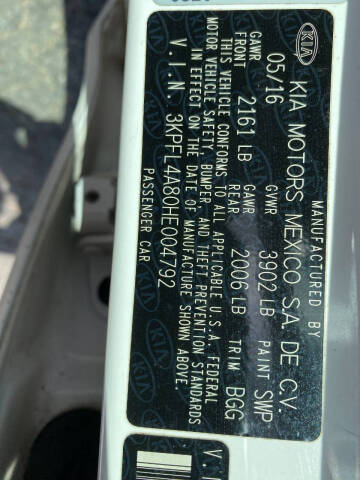 KIA
MANUFACTURED BY
KIA MOTORS MEXICO S.A. DE C.V.
05/16 GVWR 3902 LB PAINT SWP
GAWR FRONT 2161 LB GAWR REAR 2006 LB TRIM BGG
THIS VEHICLE CONFORMS TO ALL APPLICABLE U.S.A. FEDERAL
MOTOR VEHICLE SAFETY, BUMPER, AND THEFT PREVENTION STANDARDS
IN EFFECT ON THE DATE OF MANUFACTURE SHOWN ABOVE.
V.I.N. 3KPFL4A80HE004792
PASSENGER CAR